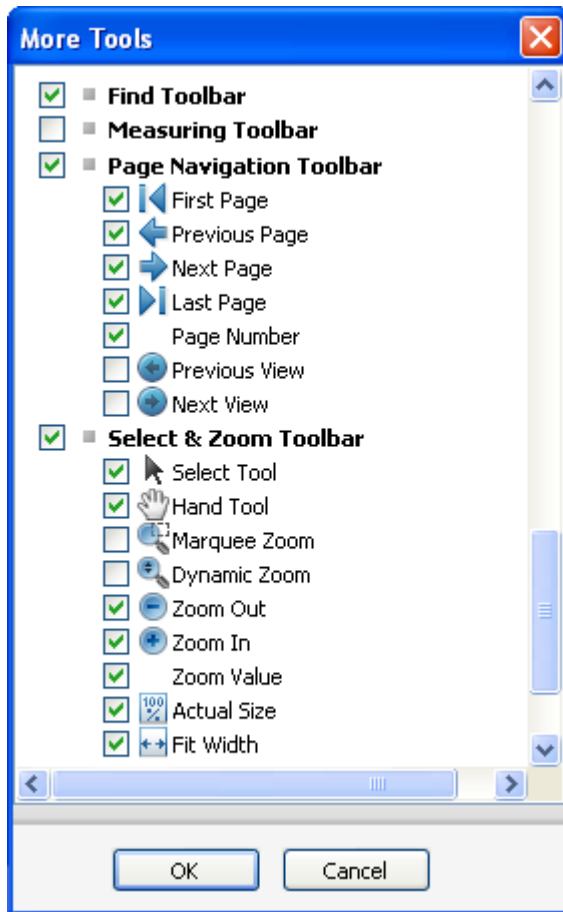 More Tools
Find Toolbar
Measuring Toolbar
Page Navigation Toolbar
First Page
Previous Page
Next Page
Last Page
Page Number
Previous View
Next View
Select & Zoom Toolbar
Select Tool
Hand Tool
Marquee Zoom
Dynamic Zoom
Zoom Out
Zoom In
Zoom Value
100 % Actual Size
Fit Width
OK Cancel